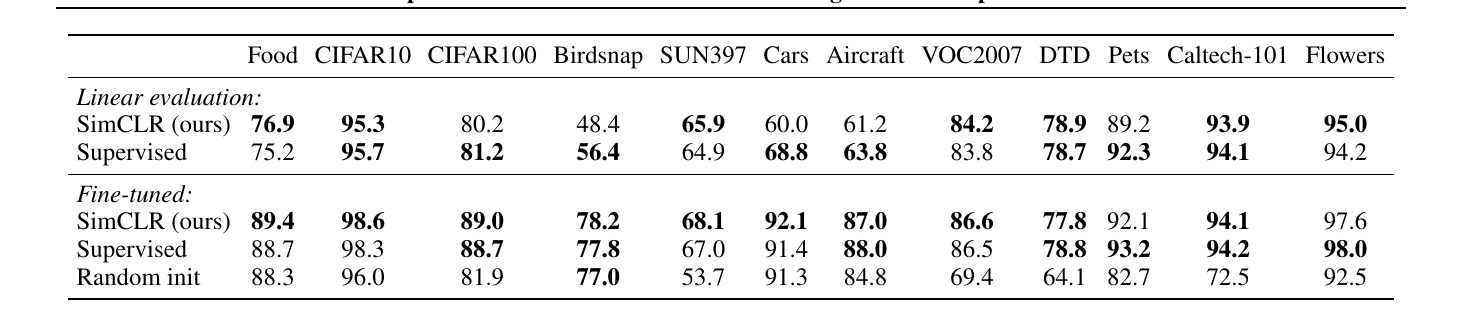 Food CIFAR10 CIFAR100 Birdsnap SUN397 Cars Aircraft VOC2007 DTD Pets Caltech-101 Flowers
Linear evaluation:
SimCLR (ours) 76.9 95.3 80.2 48.4 65.9 60.0 61.2 84.2 78.9 89.2 93.9 95.0
Supervised 75.2 95.7 81.2 56.4 64.9 68.8 63.8 83.8 78.7 92.3 94.1 94.2
Fine-tuned:
SimCLR (ours) 89.4 98.6 89.0 78.2 68.1 92.1 87.0 86.6 77.8 92.1 94.1 97.6
Supervised 88.7 98.3 88.7 77.8 67.0 91.4 88.0 86.5 78.8 93.2 94.2 98.0
Random init 88.3 96.0 81.9 77.0 53.7 91.3 84.8 69.4 64.1 82.7 72.5 92.5